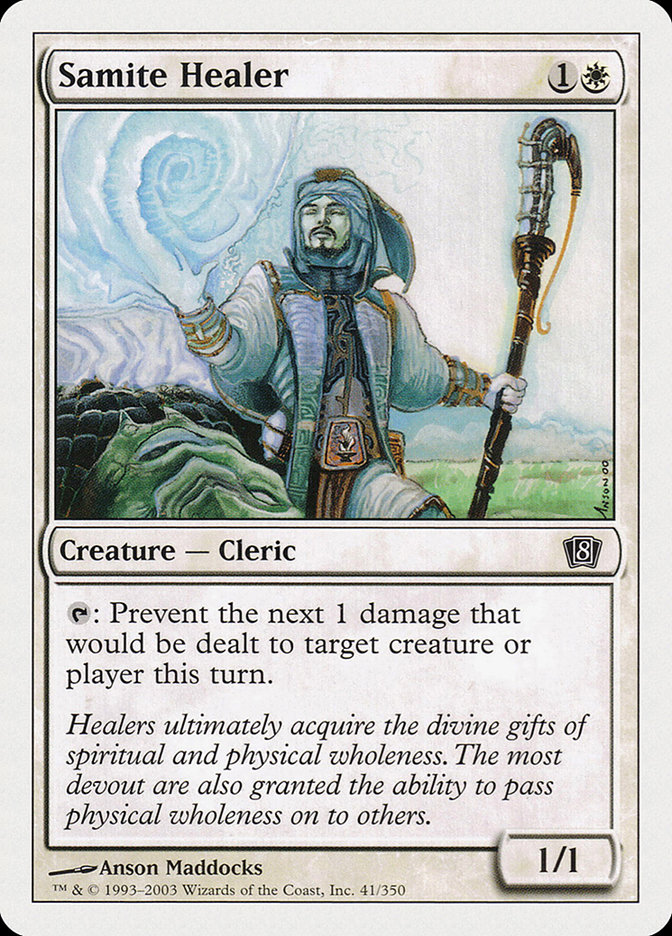 Samite Healer 1
ANSON 00
Creature — Cleric 8
: Prevent the next 1 damage that
would be dealt to target creature or
player this turn.
Healers ultimately acquire the divine gifts of
spiritual and physical wholeness. The most
devout are also granted the ability to pass
physical wholeness on to others.
1/1
Anson Maddocks
™ & © 1993–2003 Wizards of the Coast, Inc. 41/350